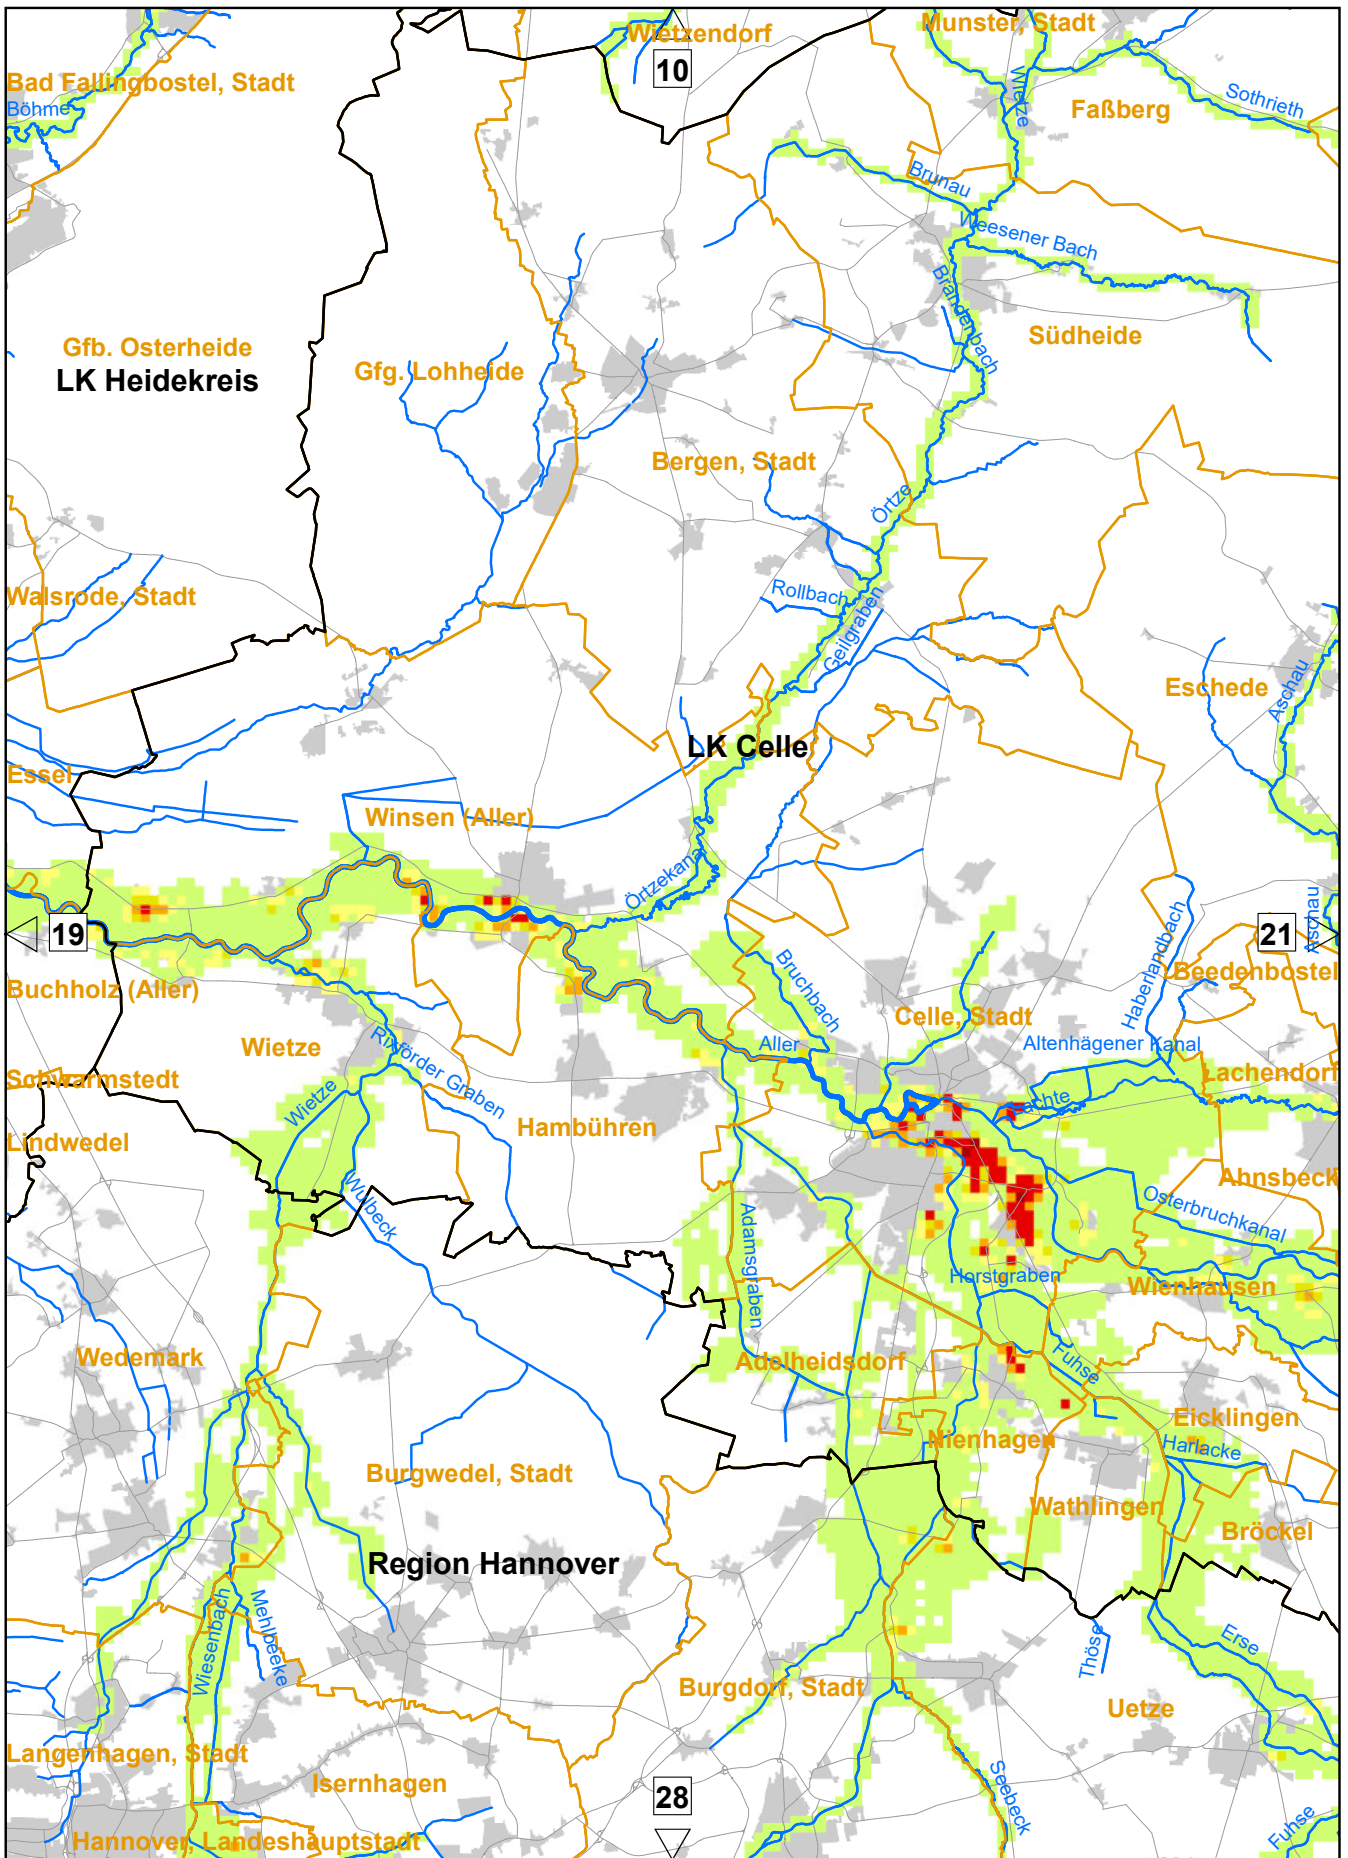 Wietzendorf
Munster, Stadt
10
Bad Fallingbostel, Stadt
Böhme
Wietze
Sothrieth
Faßberg
Brunau
Weesener Bach
Brandenbach
Südheide
Gfb. Osterheide
LK Heidekreis
Gfg. Lohheide
Bergen, Stadt
Örtze
Rollbach
Geilgraben
Walsrode, Stadt
Eschede
Aschau
LK Celle
Essel
Winsen (Aller)
Örtzekanal
19
21
Aschau
Haberlandbach
Bruchbach
Beedenbostel
Buchholz (Aller)
Celle, Stadt
Wietze
Rixförder Graben
Aller
Altenhägener Kanal
Schwarmstedt
Lachendorf
Wietze
Lachte
Lindwedel
Hambühren
Ahnsbeck
Wulbeck
Osterbruchkanal
Adamsgraben
Horstgraben
Wienhausen
Wedemark
Adelheidsdorf
Fuhse
Eicklingen
Nienhagen
Harlacke
Burgwedel, Stadt
Wathlingen
Bröckel
Region Hannover
Wiesenbach
Mehlbeeke
Thöse
Erse
Burgdorf, Stadt
Uetze
Langenhagen, Stadt
Isernhagen
Seebeck
28
Hannover, Landeshauptstadt
Fuhse